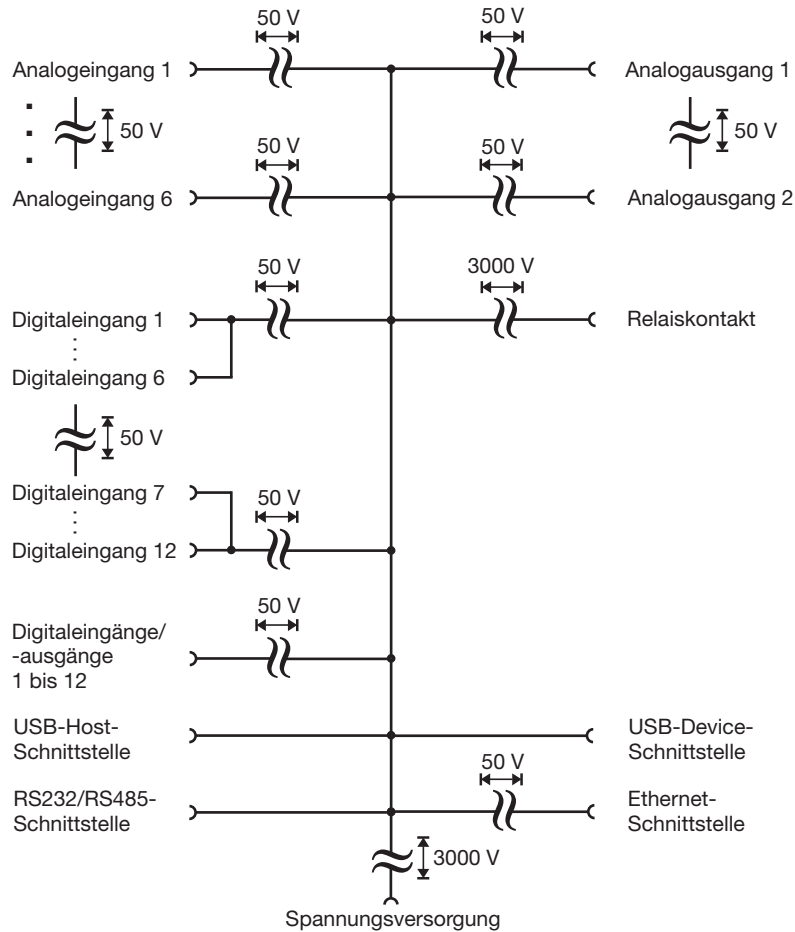 50 V
50 V
Analogeingang 1
Analogausgang 1
50 V
50 V
50 V
50 V
Analogeingang 6
Analogausgang 2
50 V
3000 V
Digitaleingang 1
Relaiskontakt
Digitaleingang 6
50 V
Digitaleingang 7
50 V
Digitaleingang 12
50 V
Digitaleingänge/
-ausgänge
1 bis 12
USB-Host-
Schnittstelle
USB-Device-
Schnittstelle
50 V
RS232/RS485-
Schnittstelle
Ethernet-
Schnittstelle
3000 V
Spannungsversorgung